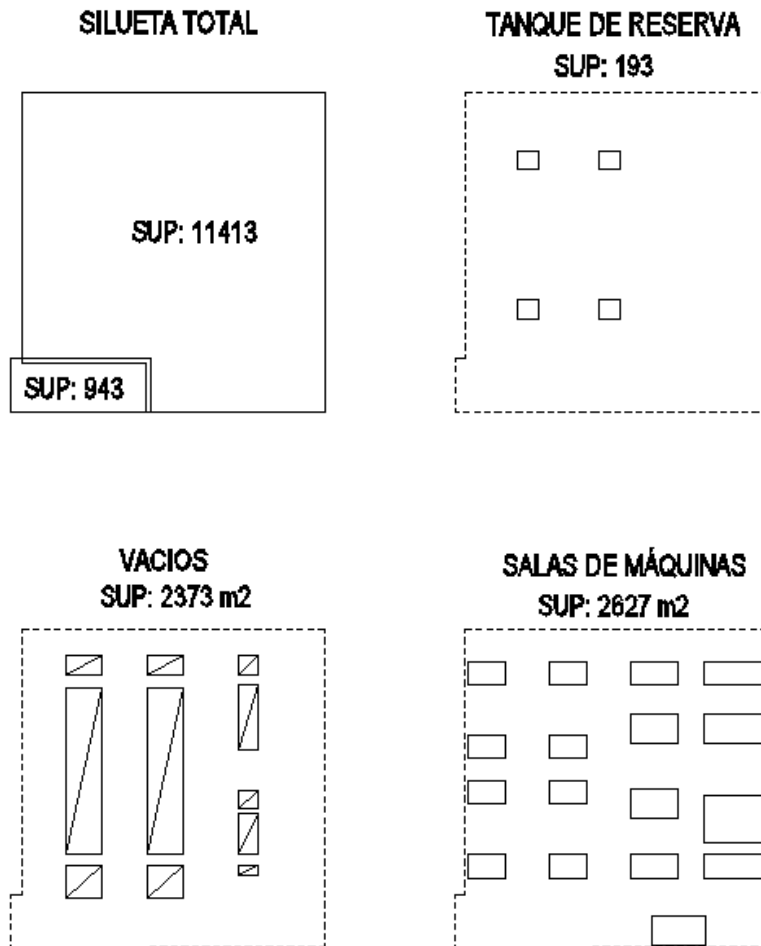 SILUETA TOTAL
TANQUE DE RESERVA
SUP: 193
SUP: 11413
SUP: 943
VACIOS
SUP: 2373 m2
SALAS DE MÁQUINAS
SUP: 2627 m2